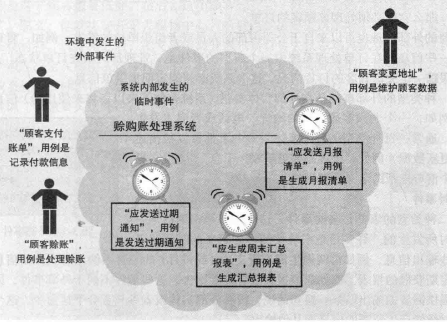 环境中发生的
外部事件
“顾客变更地址”，
用例是维护顾客数据
系统内部发生的
临时事件
赊购账处理系统
“顾客支付
账单”,用例是
记录付款信息
“应发送月报
清单”，用例
是生成月报清单
“应发送过期
通知”，用例
是发送过期通知
“顾客赊账”，
用例是处理赊账
“应生成周末汇总
报表”，用例是
生成汇总报表